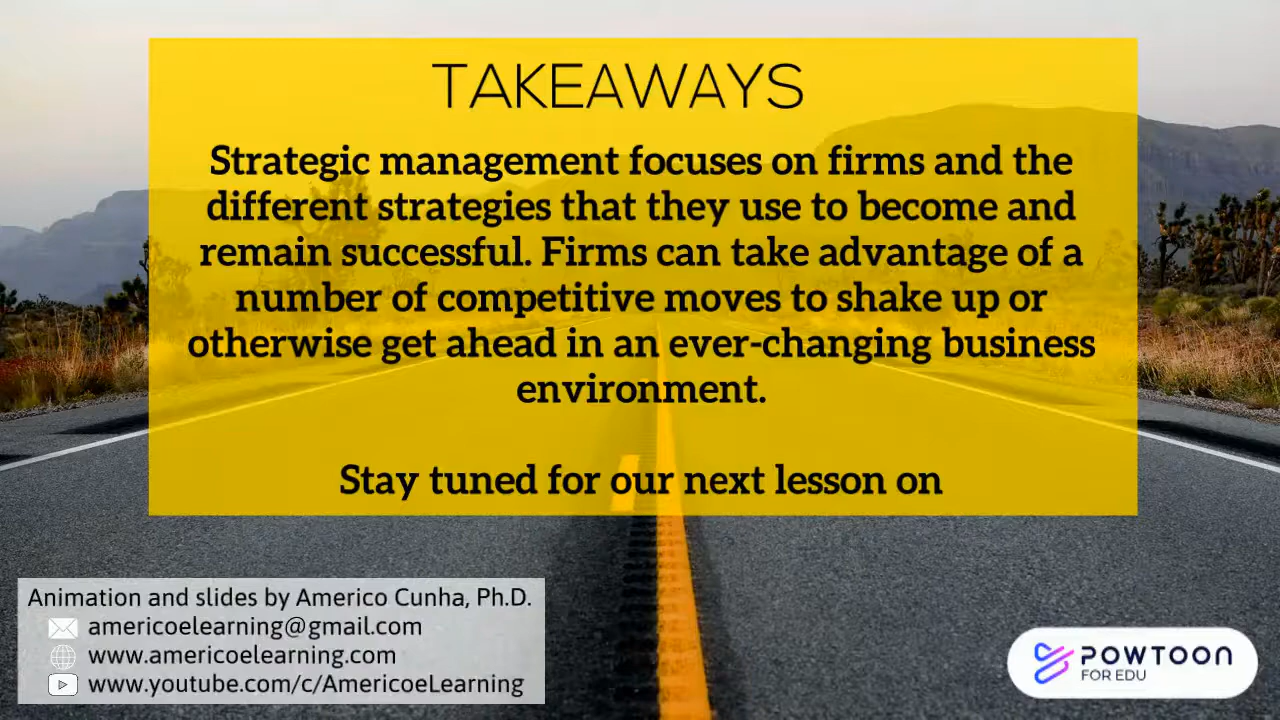 TAKEAWAYS
Strategic management focuses on firms and the
different strategies that they use to become and
remain successful. Firms can take advantage of a
number of competitive moves to shake up or
otherwise get ahead in an ever-changing business
environment.
Stay tuned for our next lesson on
Animation and slides by Americo Cunha, Ph.D.
americoelearning@gmail.com
www.americoelearning.com
www.youtube.com/c/AmericoeLearning
POWTOON
FOR EDU